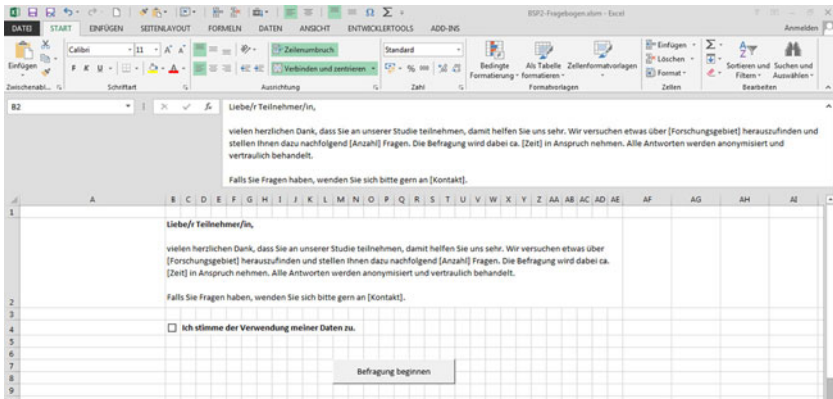 BSP2-Fragebogen.xlsm - Excel
DATEI START EINFÜGEN SEITENLAYOUT FORMELN DATEN ANSICHT ENTWICKLERTOOLS ADD-INS Anmelden
Calibri 11 Zeilenumbruch Standard Einfügen
Einfügen F K U Verbinden und zentrieren Bedingte Formatierung Als Tabelle formatieren Zellenformatvorlagen Löschen Format Sortieren und Filtern Suchen und Auswählen
Zwischenabl... Schriftart Ausrichtung Zahl Formatvorlagen Zellen Bearbeiten
B2 fx Liebe/r Teilnehmer/in,
vielen herzlichen Dank, dass Sie an unserer Studie teilnehmen, damit helfen Sie uns sehr. Wir versuchen etwas über [Forschungsgebiet] herauszufinden und
stellen Ihnen dazu nachfolgend [Anzahl] Fragen. Die Befragung wird dabei ca. [Zeit] in Anspruch nehmen. Alle Antworten werden anonymisiert und
vertraulich behandelt.
Falls Sie Fragen haben, wenden Sie sich bitte gern an [Kontakt].
A B C D E F G H I J K L M N O P Q R S T U V W X Y Z AA AB AC AD AE AF AG AH AI
1
Liebe/r Teilnehmer/in,
vielen herzlichen Dank, dass Sie an unserer Studie teilnehmen, damit helfen Sie uns sehr. Wir versuchen etwas über
[Forschungsgebiet] herauszufinden und stellen Ihnen dazu nachfolgend [Anzahl] Fragen. Die Befragung wird dabei ca.
[Zeit] in Anspruch nehmen. Alle Antworten werden anonymisiert und vertraulich behandelt.
Falls Sie Fragen haben, wenden Sie sich bitte gern an [Kontakt].
2
3
4 Ich stimme der Verwendung meiner Daten zu.
5
6
7 Befragung beginnen
8
9